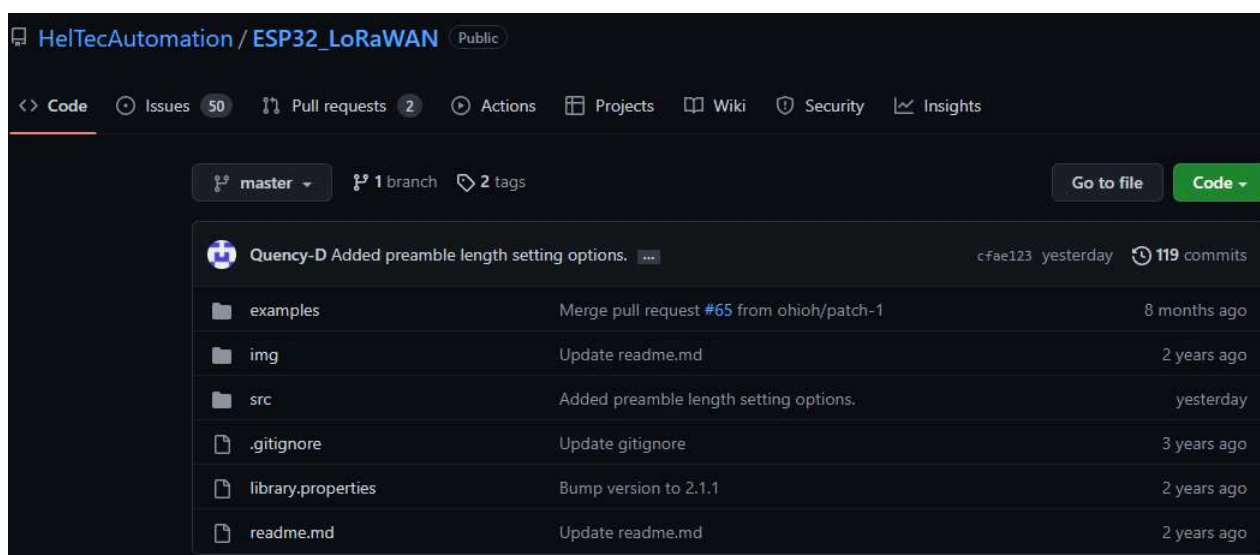 HelTecAutomation / ESP32_LoRaWAN Public
<> Code Issues 50 Pull requests 2 Actions Projects Wiki Security Insights
master 1 branch 2 tags Go to file Code
Quency-D Added preamble length setting options. ... cfae123 yesterday 119 commits
examples Merge pull request #65 from ohioh/patch-1 8 months ago
img Update readme.md 2 years ago
src Added preamble length setting options. yesterday
.gitignore Update gitignore 3 years ago
library.properties Bump version to 2.1.1 2 years ago
readme.md Update readme.md 2 years ago